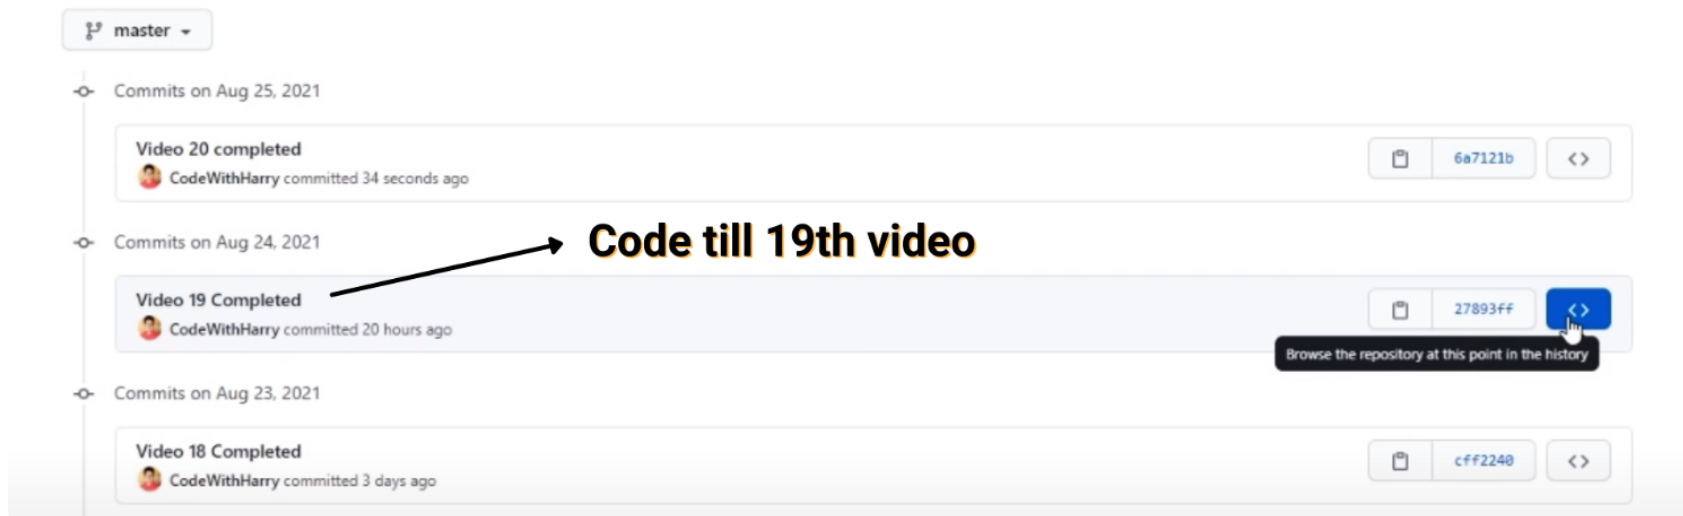 master
Commits on Aug 25, 2021
Video 20 completed
6a7121b
CodeWithHarry committed 34 seconds ago
Commits on Aug 24, 2021
Code till 19th video
Video 19 Completed
27893ff
CodeWithHarry committed 20 hours ago
Browse the repository at this point in the history
Commits on Aug 23, 2021
Video 18 Completed
cff2240
CodeWithHarry committed 3 days ago